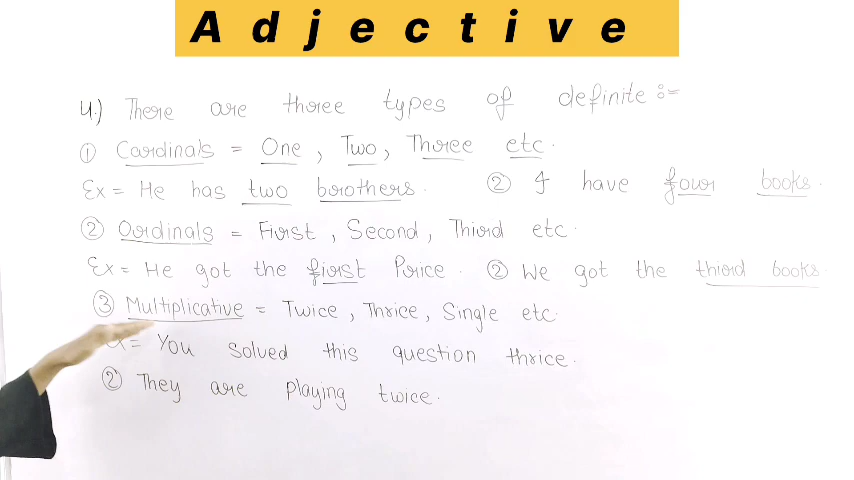 Adjective
4.) There are three types of definite :-
① Cardinals = One, Two, Three etc.
Ex = He has two brothers. ② I have four books.
② Ordinals = First, Second, Third etc.
Ex = He got the first Price. ② We got the third books.
③ Multiplicative = Twice, Thrice, Single etc.
x = You solved this question thrice.
② They are playing twice.